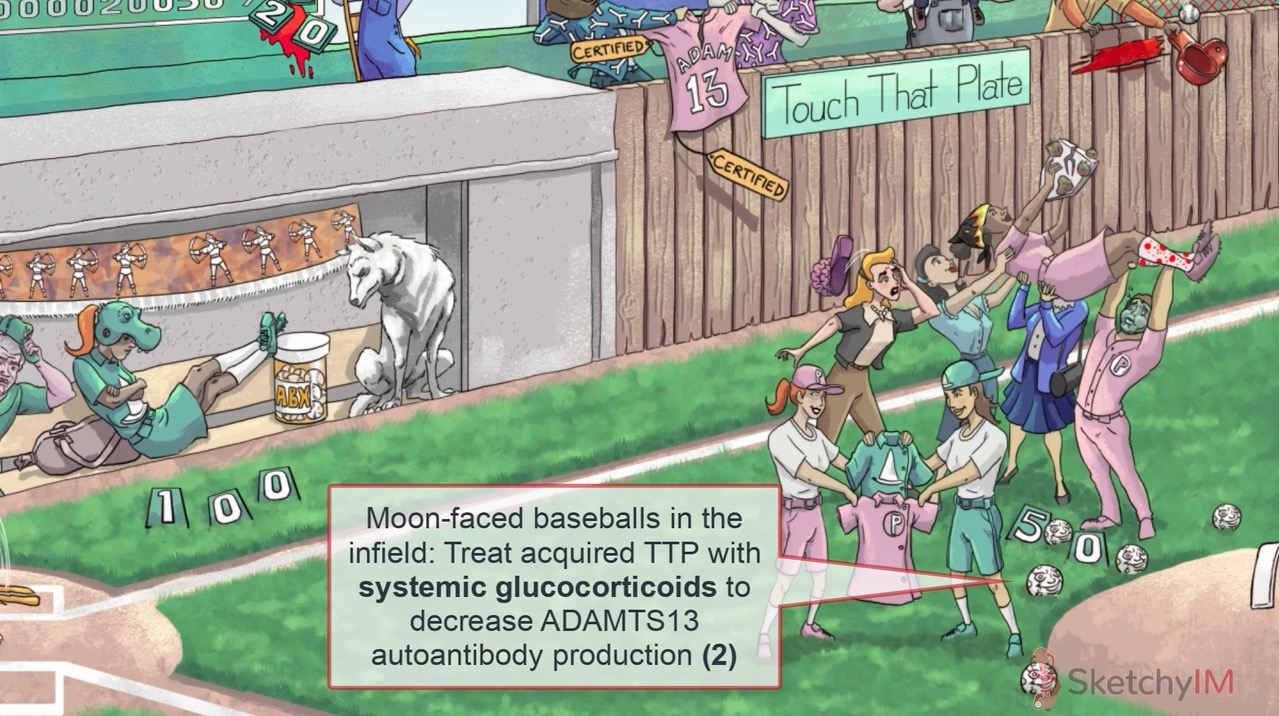 000020050
20
CERTIFIED
ADAM
13
CERTIFIED
Touch That Plate
ABX
100
P
P
P
50
Moon-faced baseballs in the
infield: Treat acquired TTP with
systemic glucocorticoids to
decrease ADAMTS13
autoantibody production (2)
SketchyIM